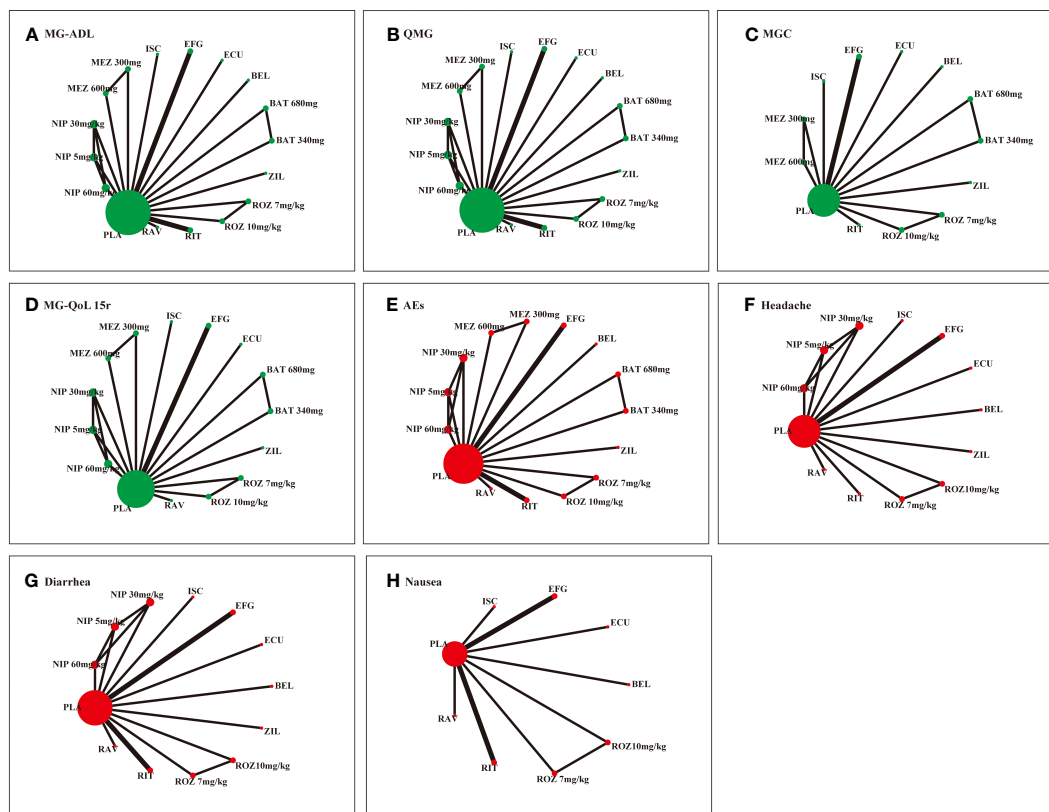 A MG-ADL
ISC
EFG
ECU
MEZ 300mg
BEL
MEZ 600mg
BAT 680mg
NIP 30mg/kg
BAT 340mg
NIP 5mg/kg
ZIL
NIP 60mg/kg
ROZ 7mg/kg
ROZ 10mg/kg
PLA
RAV
RIT
B QMG
ISC
EFG
ECU
MEZ 300mg
BEL
MEZ 600mg
BAT 680mg
NIP 30mg/kg
BAT 340mg
NIP 5mg/kg
ZIL
NIP 60mg/kg
ROZ 7mg/kg
ROZ 10mg/kg
PLA
RAV
RIT
C MGC
EFG
ECU
BEL
ISC
BAT 680mg
MEZ 300mg
BAT 340mg
MEZ 600mg
ZIL
PLA
ROZ 7mg/kg
RIT
ROZ 10mg/kg
D MG-QoL 15r
ISC
EFG
MEZ 300mg
ECU
MEZ 600mg
BAT 680mg
NIP 30mg/kg
BAT 340mg
NIP 5mg/kg
ZIL
NIP 60mg/kg
ROZ 7mg/kg
ROZ 10mg/kg
PLA
RAV
E AEs
MEZ 300mg
EFG
MEZ 600mg
BEL
NIP 30mg/kg
BAT 680mg
NIP 5mg/kg
BAT 340mg
NIP 60mg/kg
ZIL
PLA
ROZ 7mg/kg
RAV
ROZ 10mg/kg
RIT
F Headache
NIP 30mg/kg
ISC
EFG
NIP 5mg/kg
ECU
NIP 60mg/kg
BEL
PLA
ZIL
RAV
ROZ10mg/kg
RIT
ROZ 7mg/kg
G Diarrhea
NIP 30mg/kg
ISC
EFG
NIP 5mg/kg
ECU
NIP 60mg/kg
BEL
PLA
ZIL
RAV
ROZ10mg/kg
RIT
ROZ 7mg/kg
H Nausea
EFG
ISC
ECU
PLA
BEL
RAV
ROZ10mg/kg
RIT
ROZ 7mg/kg